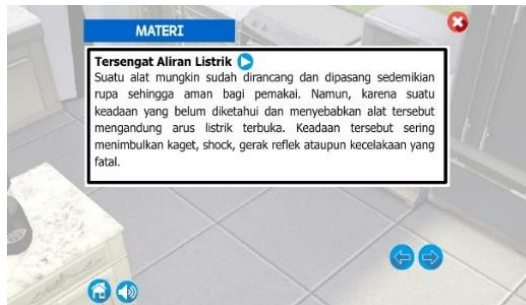 MATERI
Tersengat Aliran Listrik
Suatu alat mungkin sudah dirancang dan dipasang sedemikian
rupa sehingga aman bagi pemakai. Namun, karena suatu
keadaan yang belum diketahui dan menyebabkan alat tersebut
mengandung arus listrik terbuka. Keadaan tersebut sering
menimbulkan kaget, shock, gerak reflek ataupun kecelakaan yang
fatal.